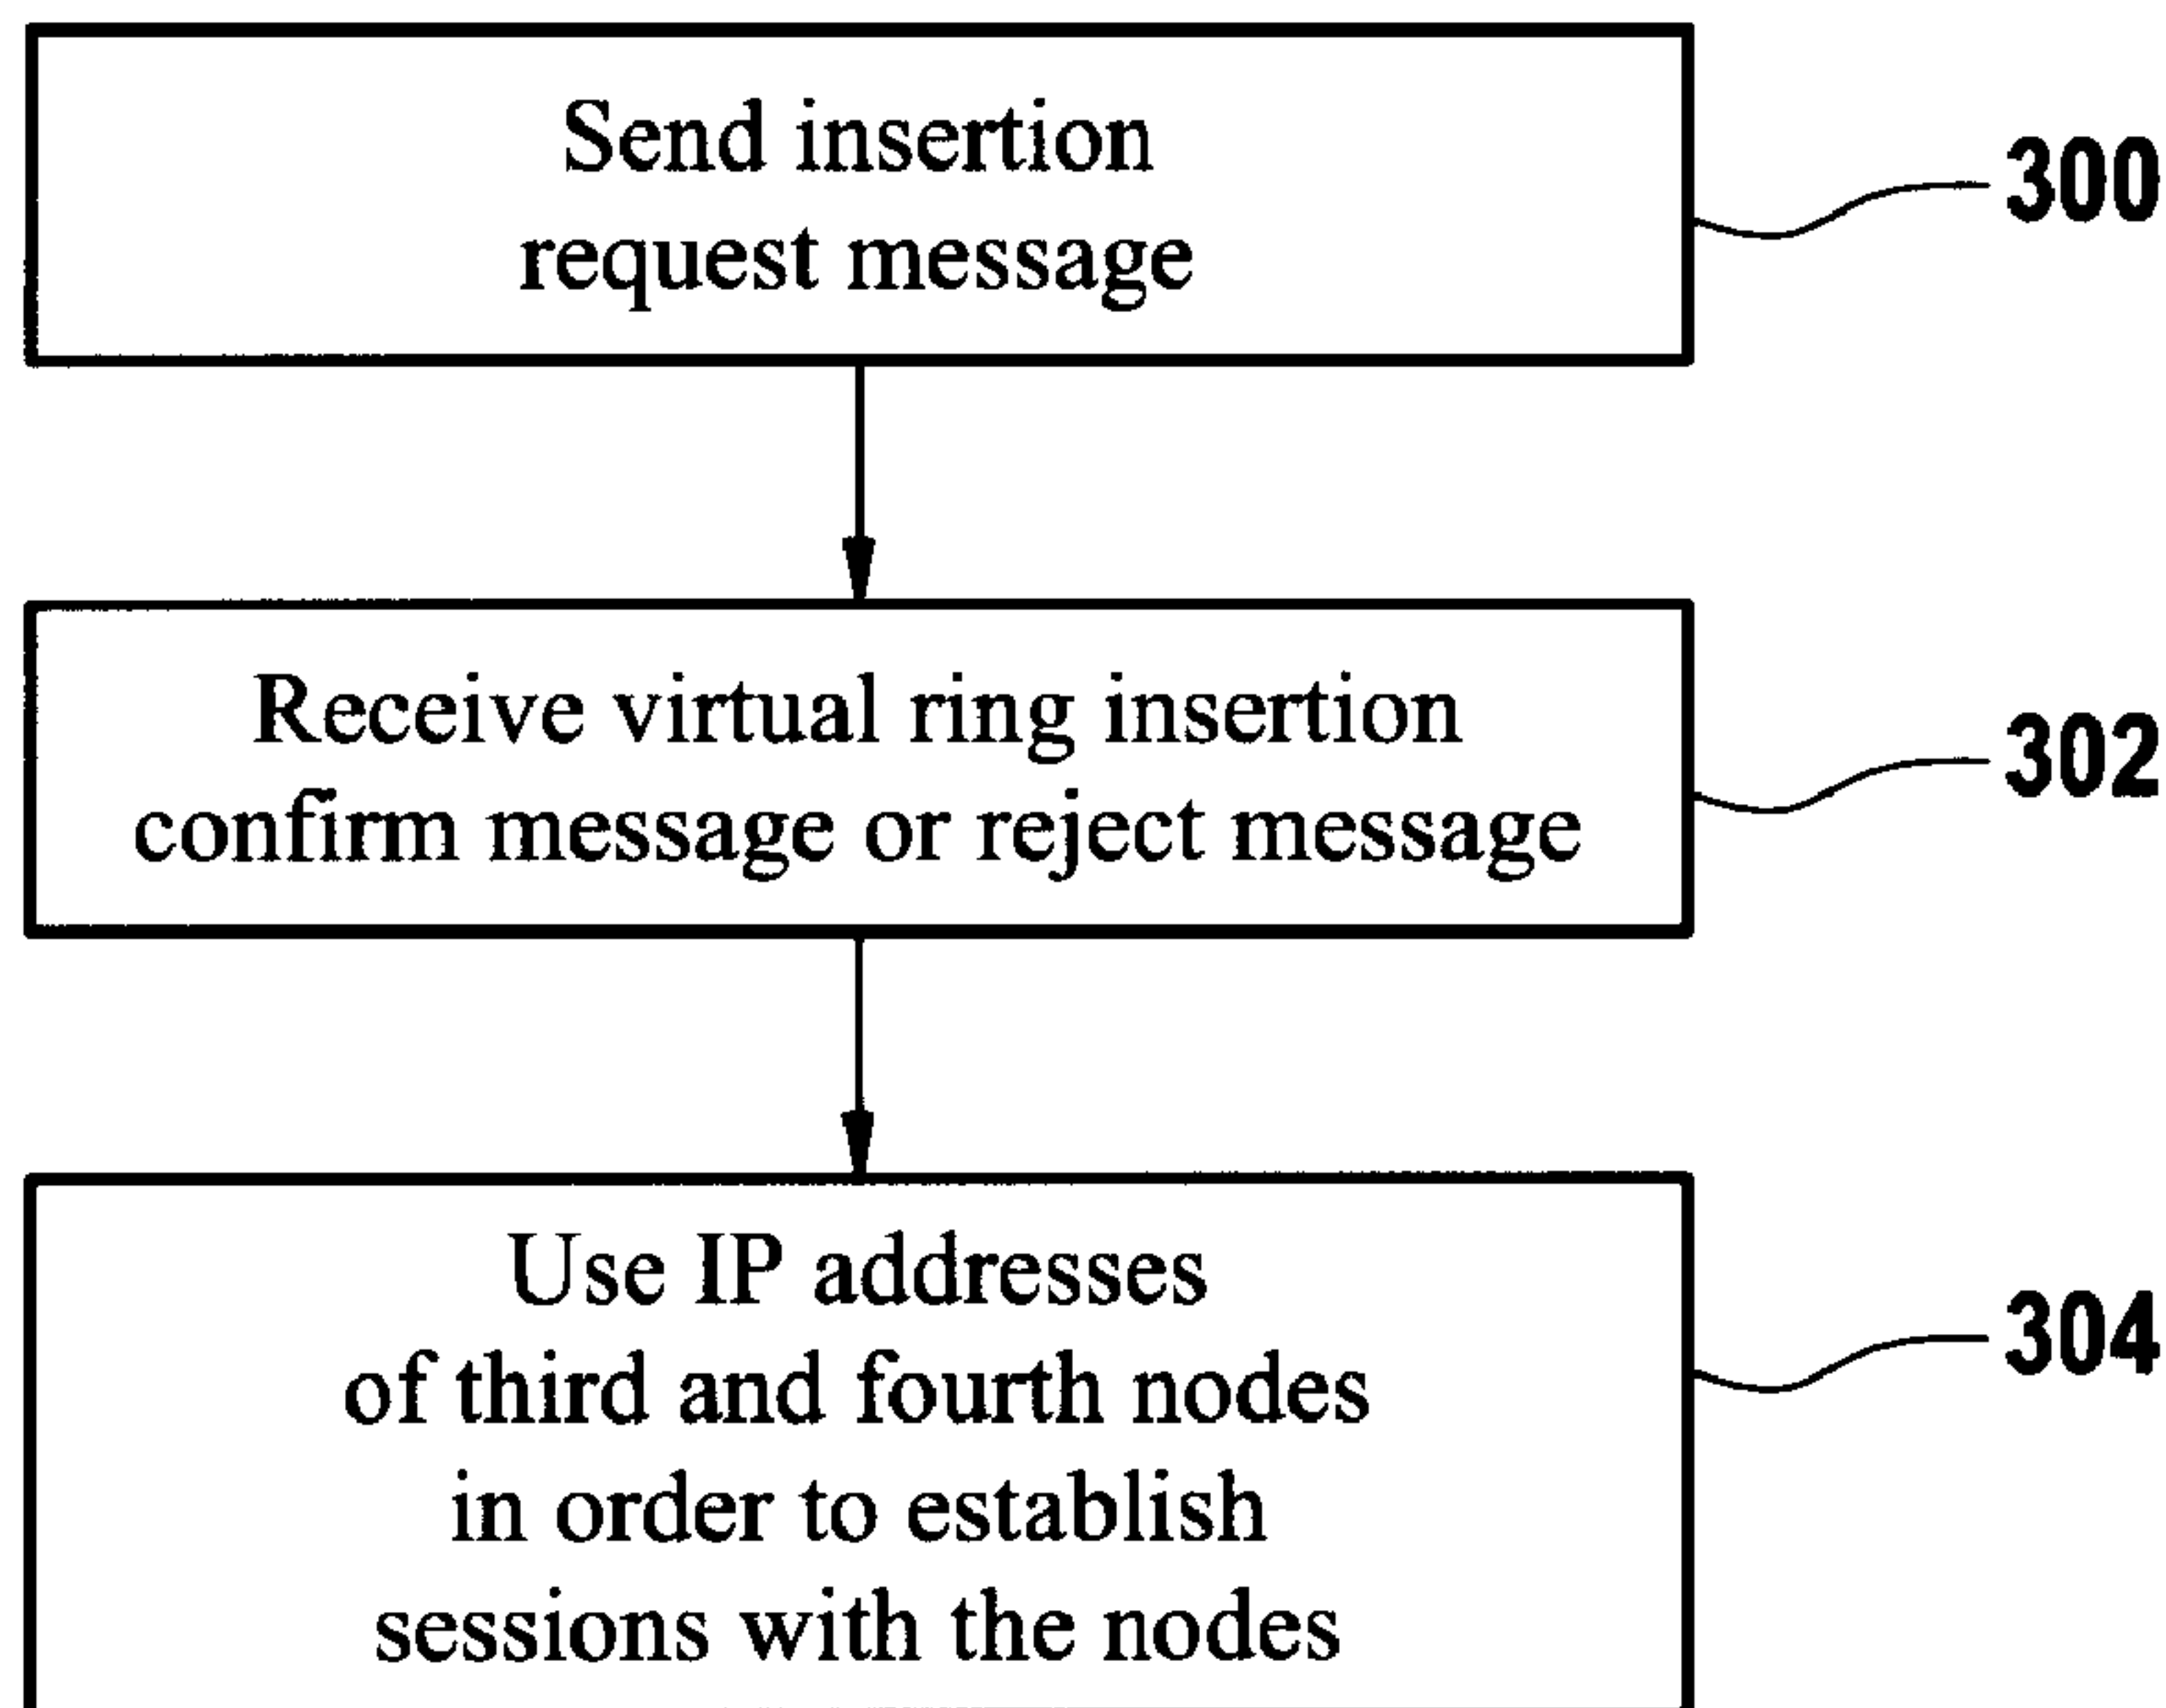 Send insertion
request message
300
Receive virtual ring insertion
confirm message or reject message
302
Use IP addresses
of third and fourth nodes
in order to establish
sessions with the nodes
304